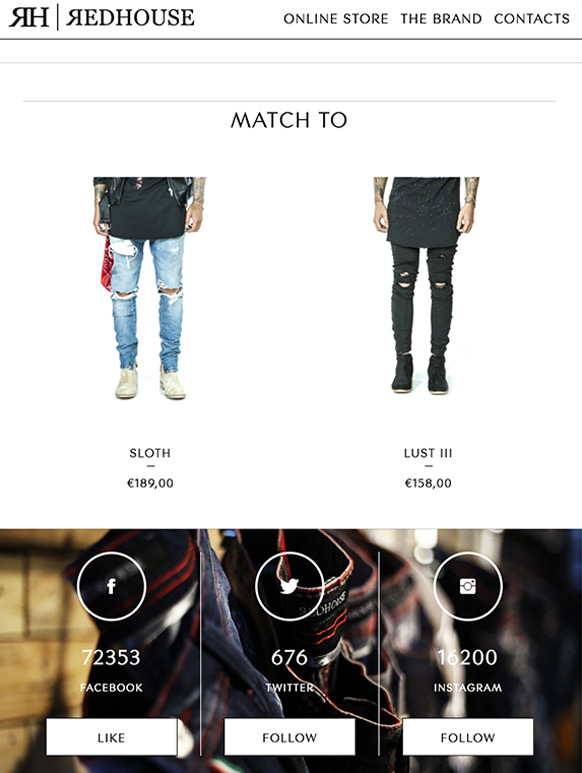 ЯH | ЯEDHOUSE
ONLINE STORE THE BRAND CONTACTS
MATCH TO
SLOTH
€189,00
LUST III
€158,00
REDHOUSE
72353
FACEBOOK
LIKE
676
TWITTER
FOLLOW
16200
INSTAGRAM
FOLLOW